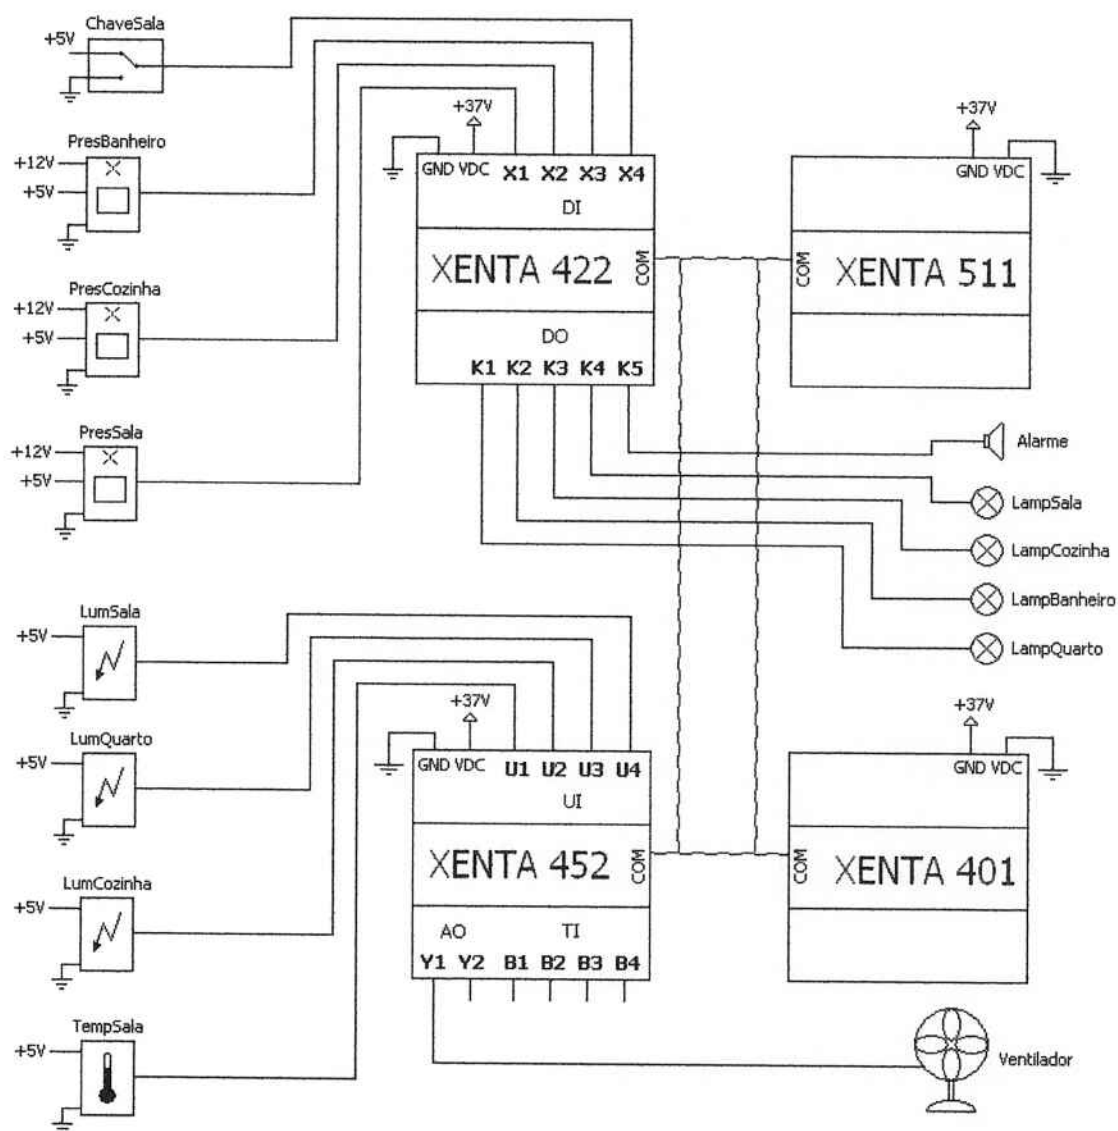 ChaveSala
+5V
PresBanheiro
+12V
+5V
PresCozinha
+12V
+5V
PresSala
+12V
+5V
+37V
GND VDC X1 X2 X3 X4
DI
XENTA 422
COM
DO
K1 K2 K3 K4 K5
+37V
GND VDC
COM
XENTA 511
Alarme
LampSala
LampCozinha
LampBanheiro
LampQuarto
LumSala
+5V
LumQuarto
+5V
LumCozinha
+5V
TempSala
+5V
+37V
GND VDC U1 U2 U3 U4
UI
XENTA 452
COM
AO TI
Y1 Y2 B1 B2 B3 B4
+37V
GND VDC
COM
XENTA 401
Ventilador